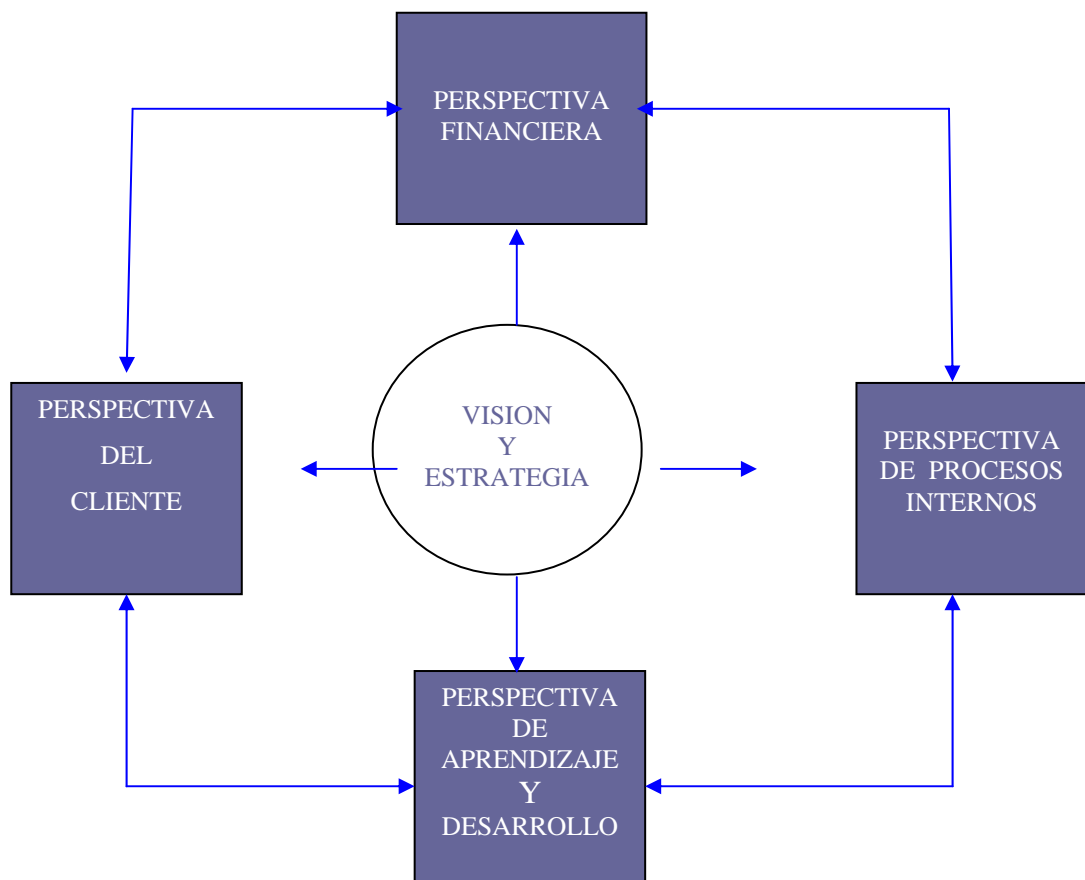 PERSPECTIVA
FINANCIERA
PERSPECTIVA
DEL
CLIENTE
VISION
Y
ESTRATEGIA
PERSPECTIVA
DE PROCESOS
INTERNOS
PERSPECTIVA
DE
APRENDIZAJE
Y
DESARROLLO